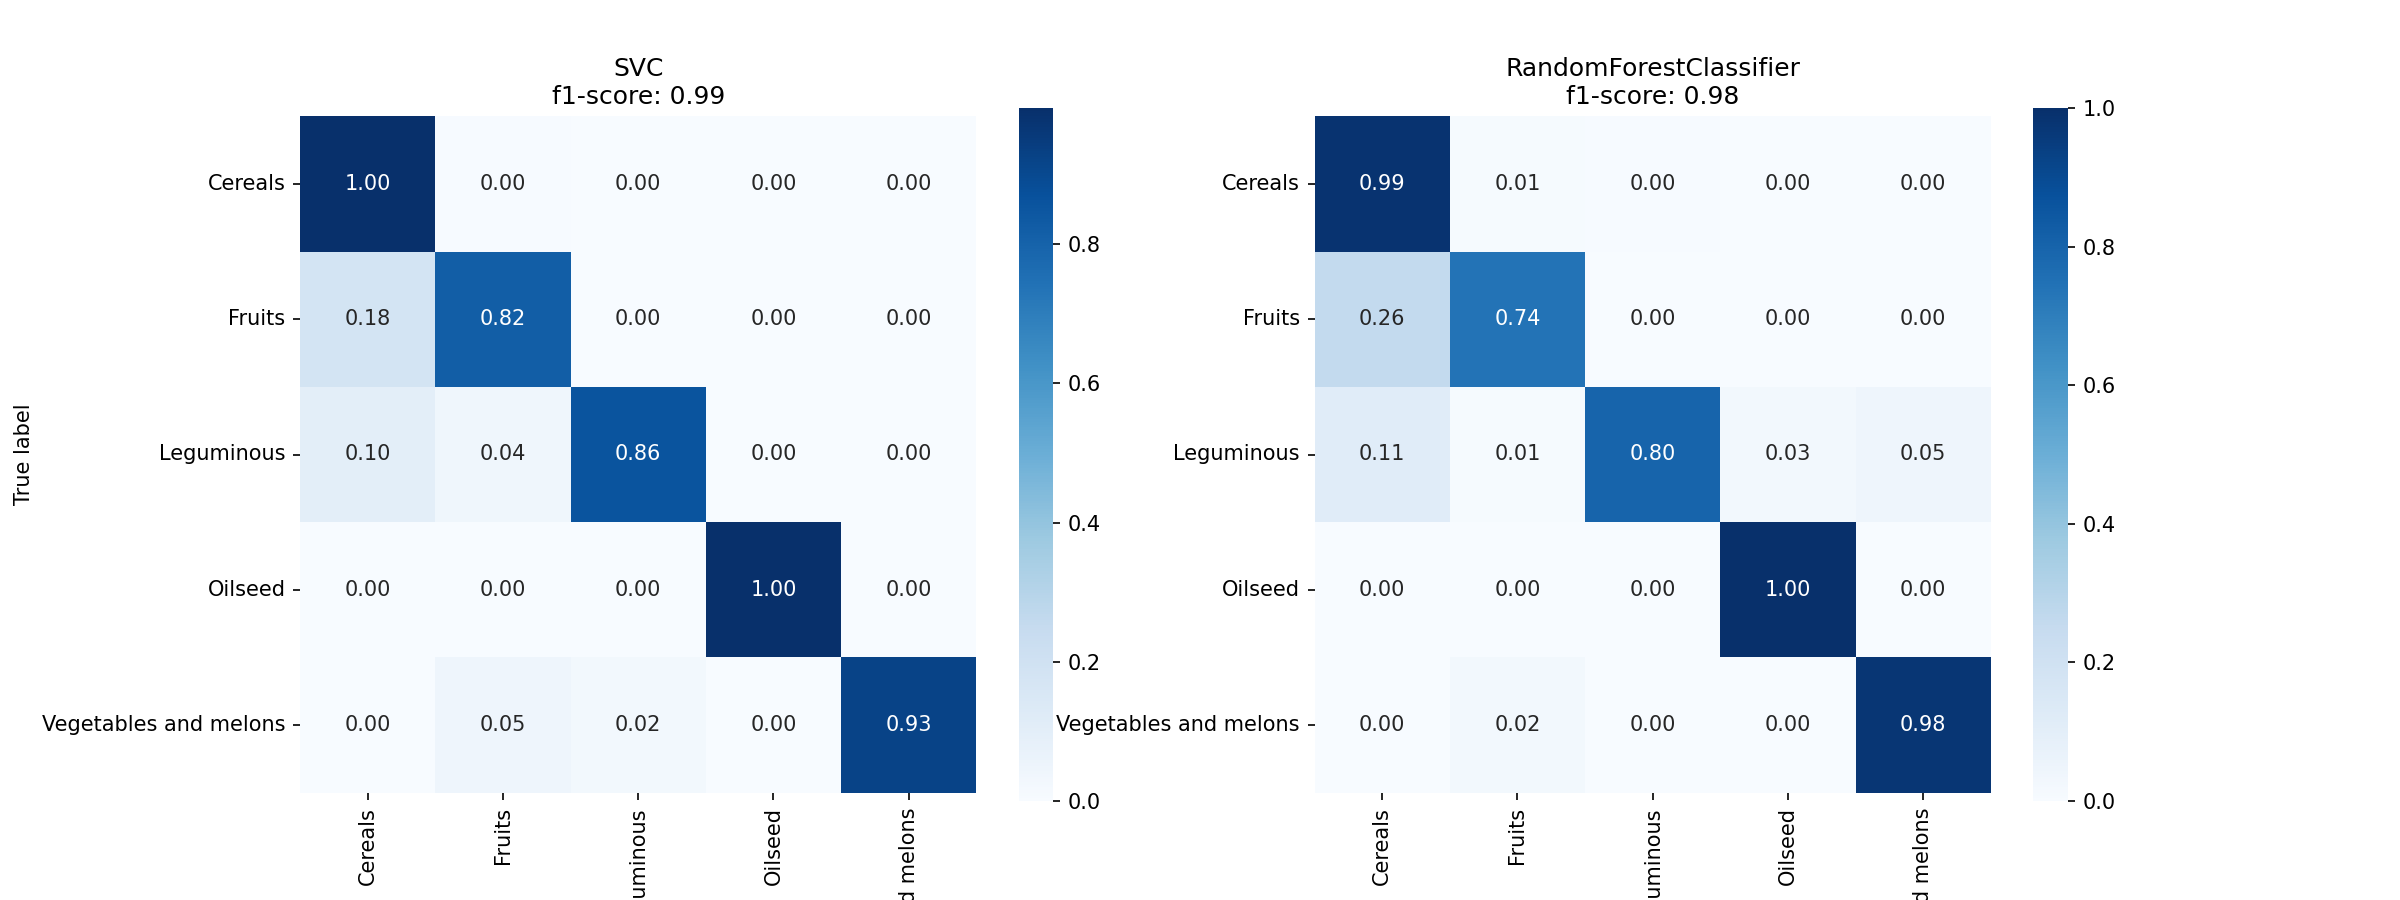 SVC
f1-score: 0.99
True label
Cereals 1.00 0.00 0.00 0.00 0.00
Fruits 0.18 0.82 0.00 0.00 0.00
Leguminous 0.10 0.04 0.86 0.00 0.00
Oilseed 0.00 0.00 0.00 1.00 0.00
Vegetables and melons 0.00 0.05 0.02 0.00 0.93
Cereals Fruits uminous Oilseed d melons
0.8
0.6
0.4
0.2
0.0
RandomForestClassifier
f1-score: 0.98
Cereals 0.99 0.01 0.00 0.00 0.00
Fruits 0.26 0.74 0.00 0.00 0.00
Leguminous 0.11 0.01 0.80 0.03 0.05
Oilseed 0.00 0.00 0.00 1.00 0.00
Vegetables and melons 0.00 0.02 0.00 0.00 0.98
Cereals Fruits uminous Oilseed d melons
1.0
0.8
0.6
0.4
0.2
0.0